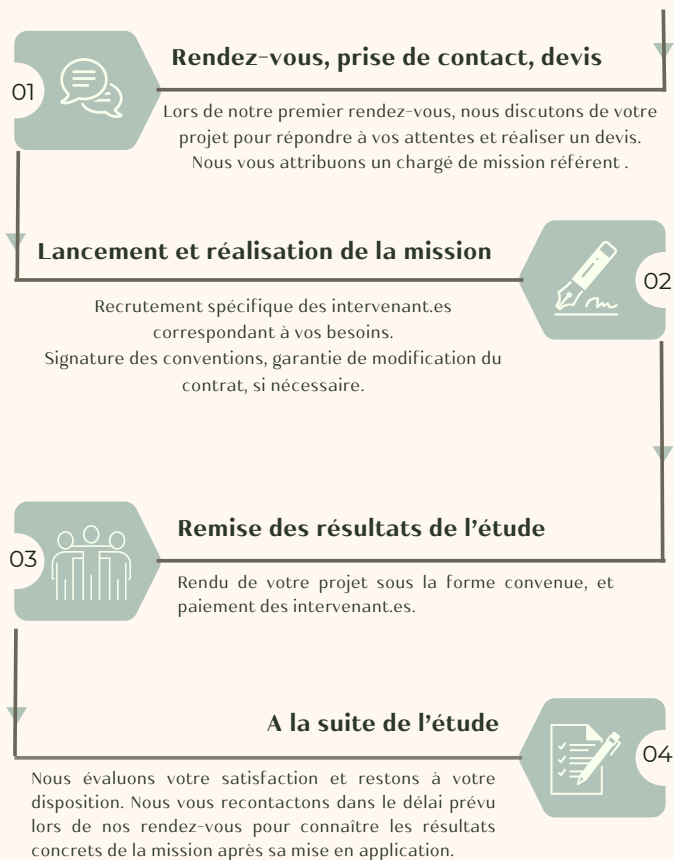 01
Rendez-vous, prise de contact, devis
Lors de notre premier rendez-vous, nous discutons de votre
projet pour répondre à vos attentes et réaliser un devis.
Nous vous attribuons un chargé de mission référent .
Lancement et réalisation de la mission
02
Recrutement spécifique des intervenant.es
correspondant à vos besoins.
Signature des conventions, garantie de modification du
contrat, si nécessaire.
03
Remise des résultats de l'étude
Rendu de votre projet sous la forme convenue, et
paiement des intervenant.es.
A la suite de l'étude
04
Nous évaluons votre satisfaction et restons à votre
disposition. Nous vous recontactons dans le délai prévu
lors de nos rendez-vous pour connaître les résultats
concrets de la mission après sa mise en application.